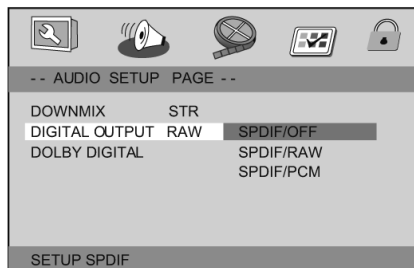 -- AUDIO SETUP PAGE --
DOWNMIX STR
DIGITAL OUTPUT RAW SPDIF/OFF
DOLBY DIGITAL SPDIF/RAW
SPDIF/PCM
SETUP SPDIF